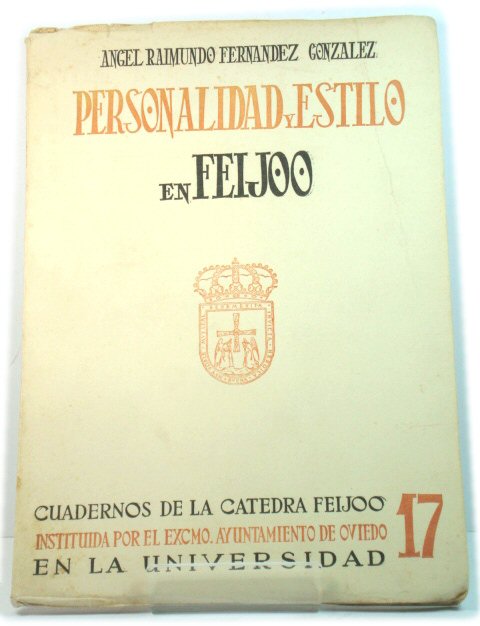 ANGEL RAIMUNDO FERNANDEZ GONZALEZ
PERSONALIDAD Y ESTILO
EN FEIJOO
CUADERNOS DE LA CATEDRA FEIJOO
INSTITUIDA POR EL EXCMO. AYUNTAMIENTO DE OVIEDO
EN LA UNIVERSIDAD
17